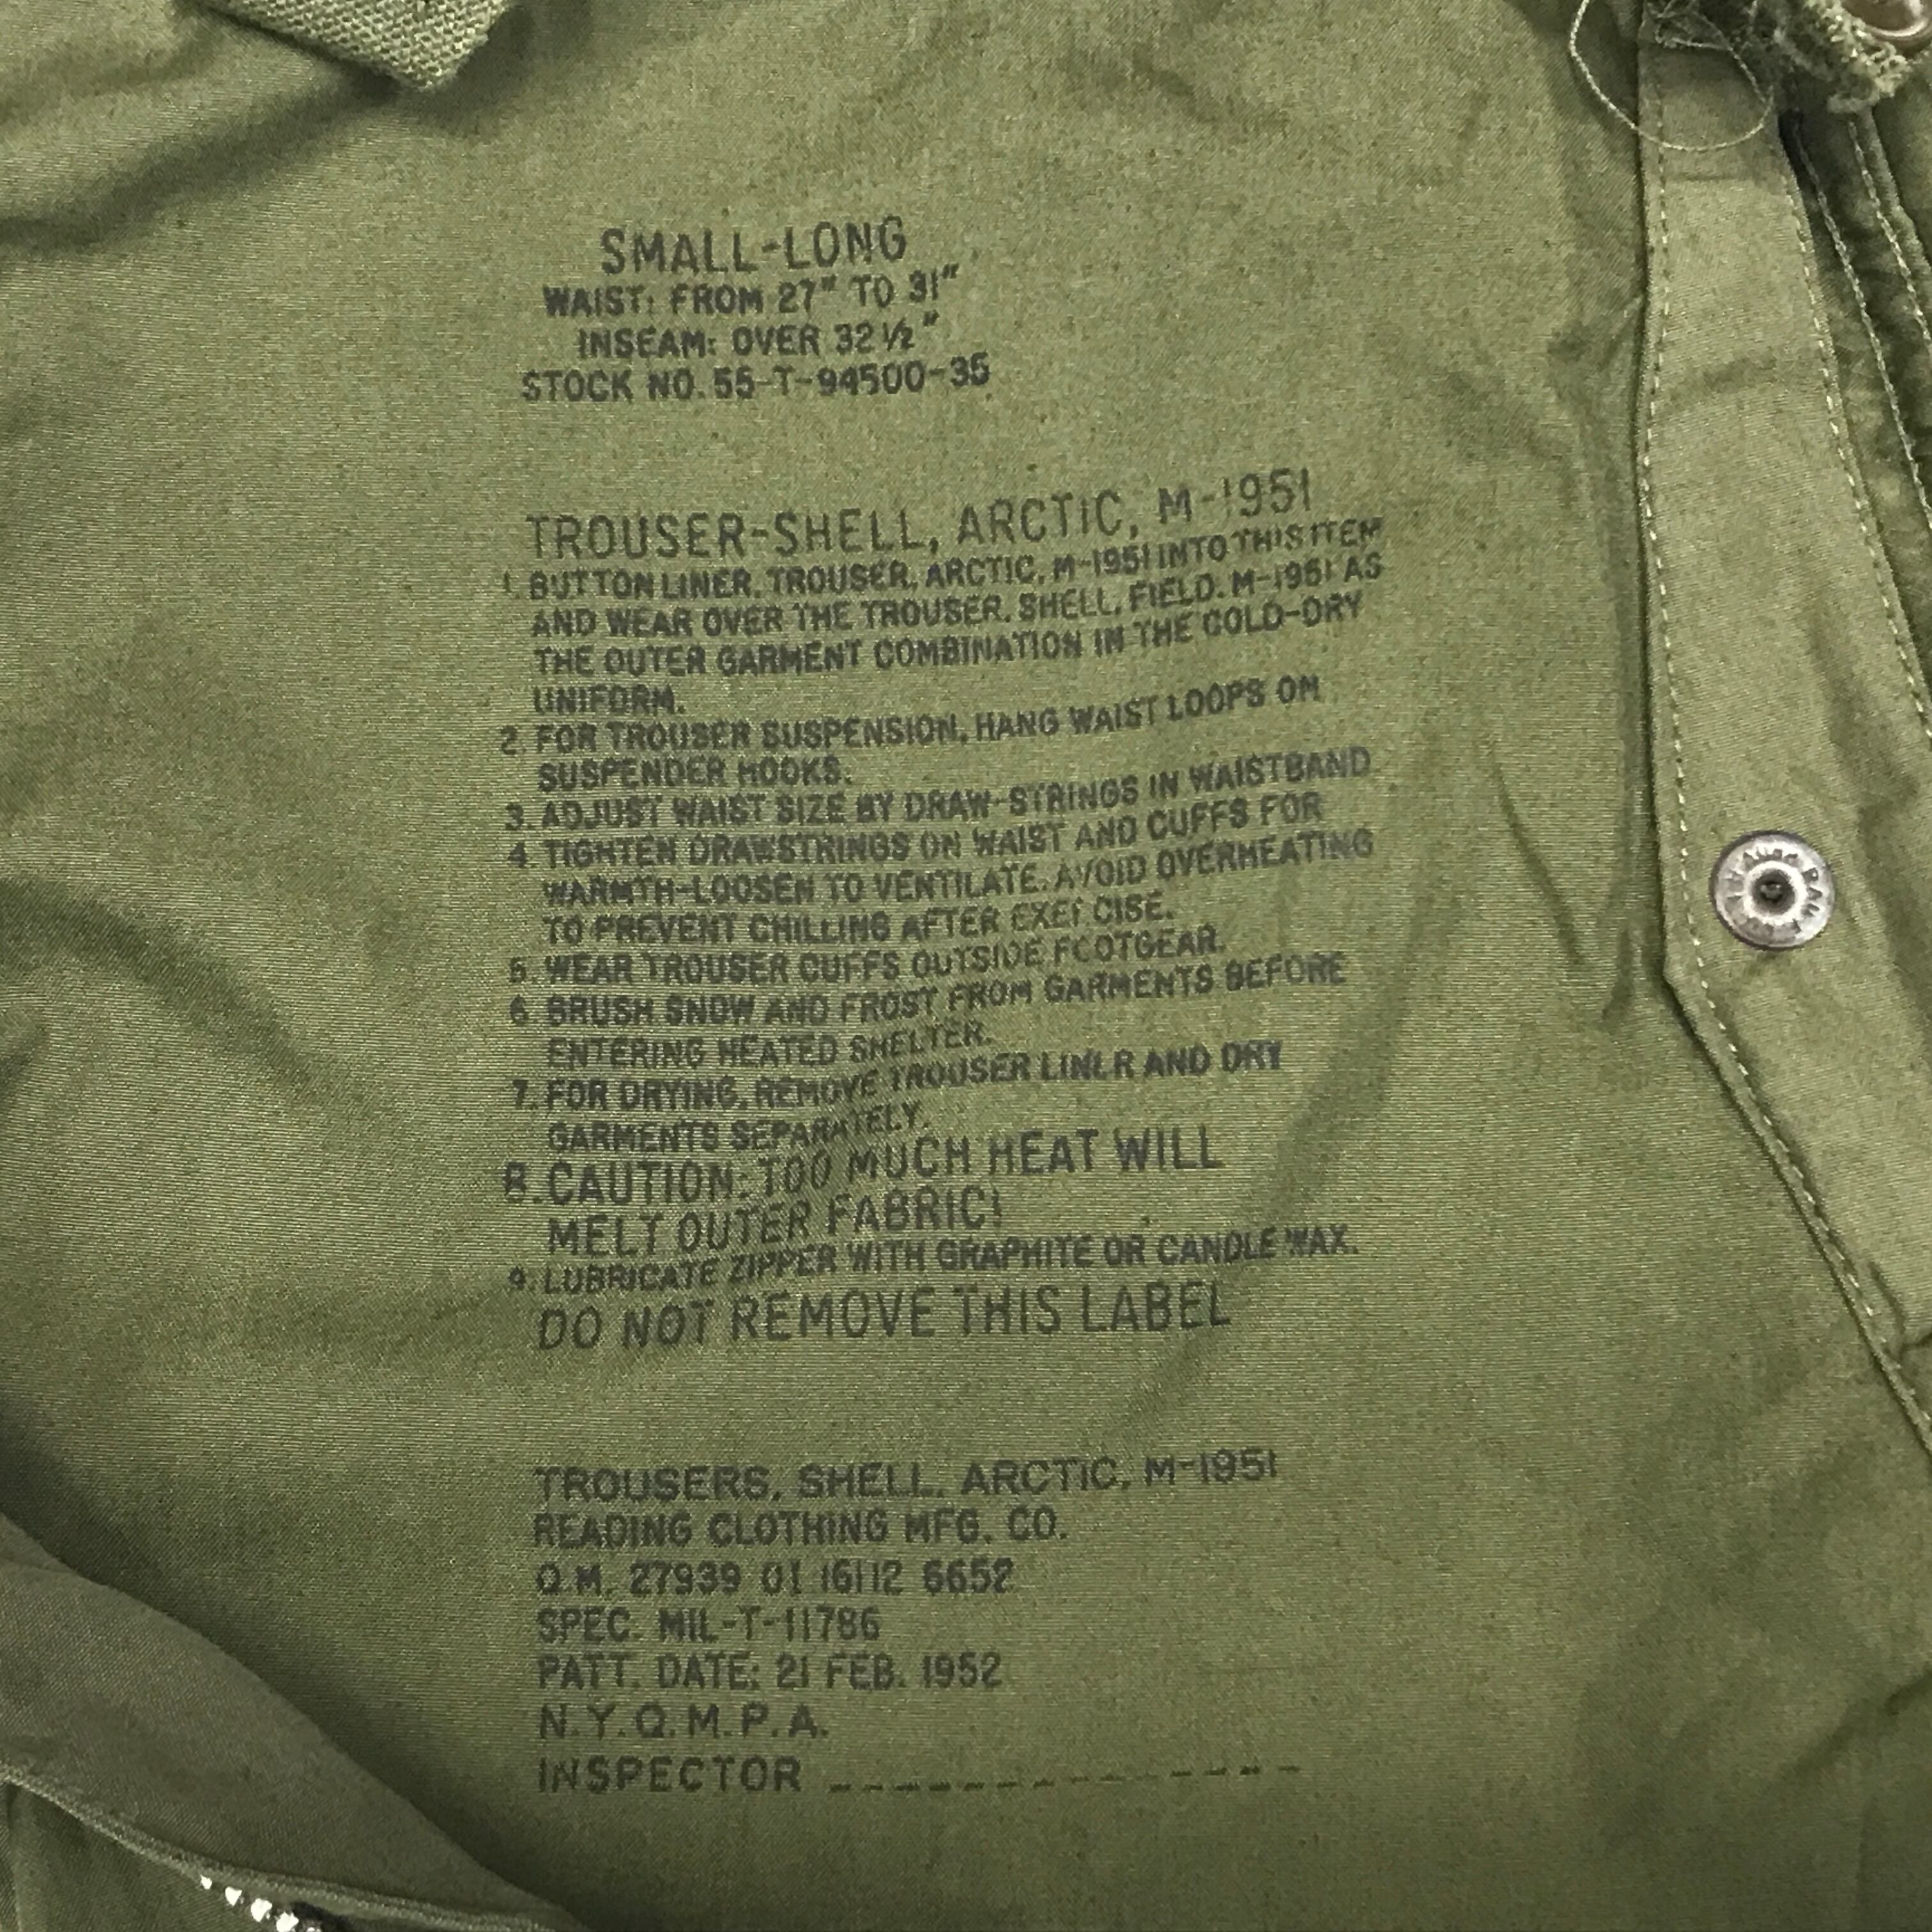 SMALL-LONG
WAIST: FROM 27" TO 31"
INSEAM: OVER 32 1/2"
STOCK NO. 55-T-94500-35
TROUSER-SHELL, ARCTIC, M-1951
1. BUTTON LINER, TROUSER, ARCTIC, M-1951 INTO THIS ITEM
AND WEAR OVER THE TROUSER, SHELL, FIELD, M-1951 AS
THE OUTER GARMENT COMBINATION IN THE COLD-DRY
UNIFORM.
2. FOR TROUSER SUSPENSION, HANG WAIST LOOPS ON
SUSPENDER HOOKS.
3. ADJUST WAIST SIZE BY DRAW-STRINGS IN WAISTBAND
4. TIGHTEN DRAWSTRINGS ON WAIST AND CUFFS FOR
WARMTH-LOOSEN TO VENTILATE. AVOID OVERHEATING
TO PREVENT CHILLING AFTER EXERCISE.
5. WEAR TROUSER CUFFS OUTSIDE FOOTGEAR.
6. BRUSH SNOW AND FROST FROM GARMENTS BEFORE
ENTERING HEATED SHELTER.
7. FOR DRYING, REMOVE TROUSER LINER AND DRY
GARMENTS SEPARATELY.
8. CAUTION: TOO MUCH HEAT WILL
MELT OUTER FABRIC!
9. LUBRICATE ZIPPER WITH GRAPHITE OR CANDLE WAX.
DO NOT REMOVE THIS LABEL
TROUSERS, SHELL, ARCTIC, M-1951
READING CLOTHING MFG. CO.
Q.M. 27939 01 16112 6652
SPEC. MIL-T-11786
PATT. DATE: 21 FEB. 1952
N.Y.Q.M.P.A.
INSPECTOR ______________